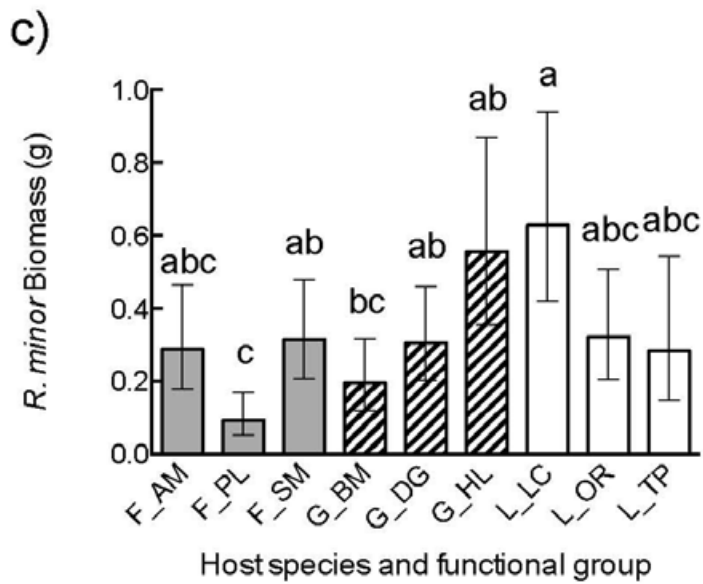 c)
a
ab
abc abc
ab ab
abc
bc
c
1.0
0.8
0.6
0.4
0.2
0.0
R. minor Biomass (g)
F_AM F_PL F_SM G_BM G_DG G_HL L_LC L_OR L_TP
Host species and functional group